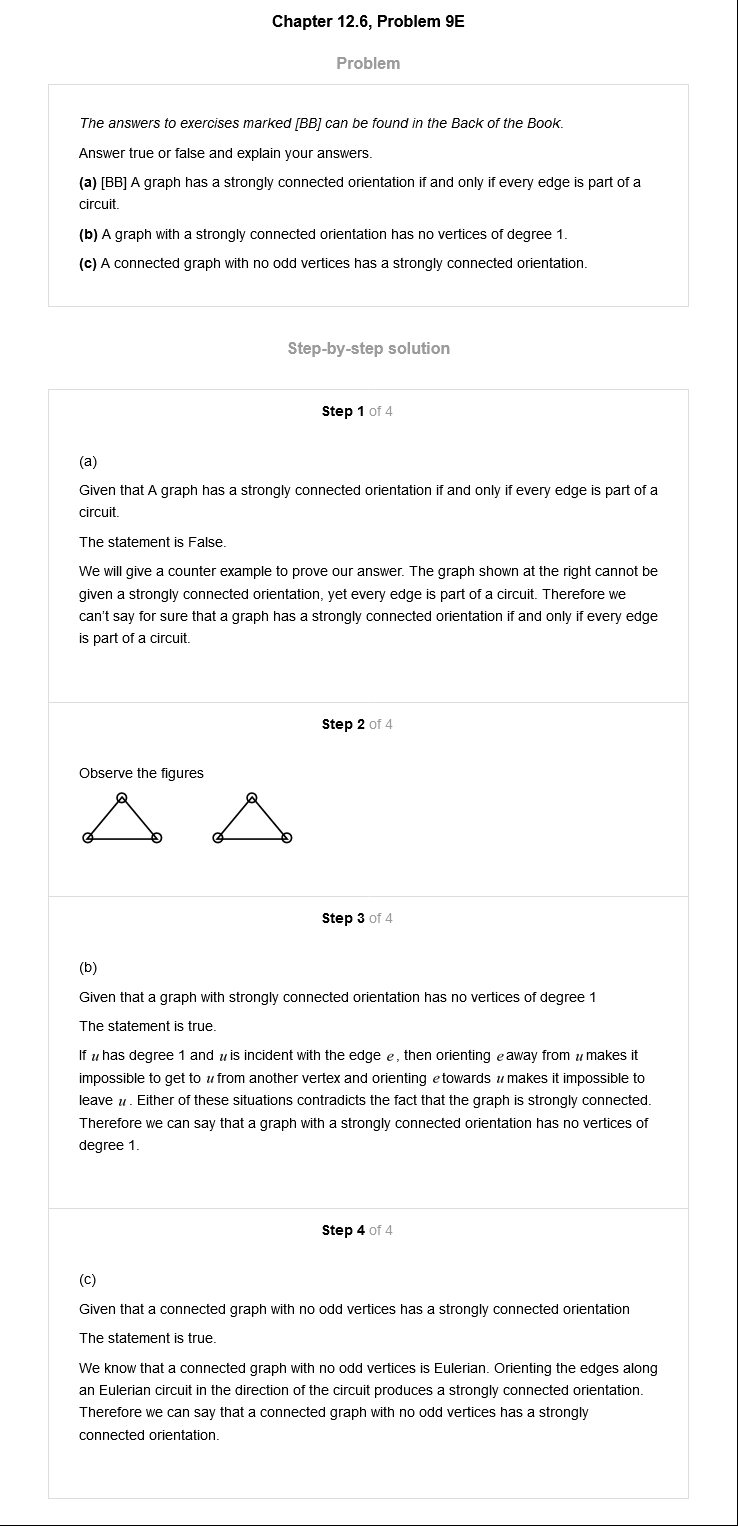 Chapter 12.6, Problem 9E
Problem
The answers to exercises marked [BB] can be found in the Back of the Book.
Answer true or false and explain your answers.
(a) [BB] A graph has a strongly connected orientation if and only if every edge is part of a
circuit.
(b) A graph with a strongly connected orientation has no vertices of degree 1.
(c) A connected graph with no odd vertices has a strongly connected orientation.
Step-by-step solution
Step 1 of 4
(a)
Given that A graph has a strongly connected orientation if and only if every edge is part of a
circuit.
The statement is False.
We will give a counter example to prove our answer. The graph shown at the right cannot be
given a strongly connected orientation, yet every edge is part of a circuit. Therefore we
can't say for sure that a graph has a strongly connected orientation if and only if every edge
is part of a circuit.
Step 2 of 4
Observe the figures
Step 3 of 4
(b)
Given that a graph with strongly connected orientation has no vertices of degree 1
The statement is true.
If u has degree 1 and u is incident with the edge e, then orienting e away from u makes it
impossible to get to u from another vertex and orienting e towards u makes it impossible to
leave u. Either of these situations contradicts the fact that the graph is strongly connected.
Therefore we can say that a graph with a strongly connected orientation has no vertices of
degree 1.
Step 4 of 4
(c)
Given that a connected graph with no odd vertices has a strongly connected orientation
The statement is true.
We know that a connected graph with no odd vertices is Eulerian. Orienting the edges along
an Eulerian circuit in the direction of the circuit produces a strongly connected orientation.
Therefore we can say that a connected graph with no odd vertices has a strongly
connected orientation.